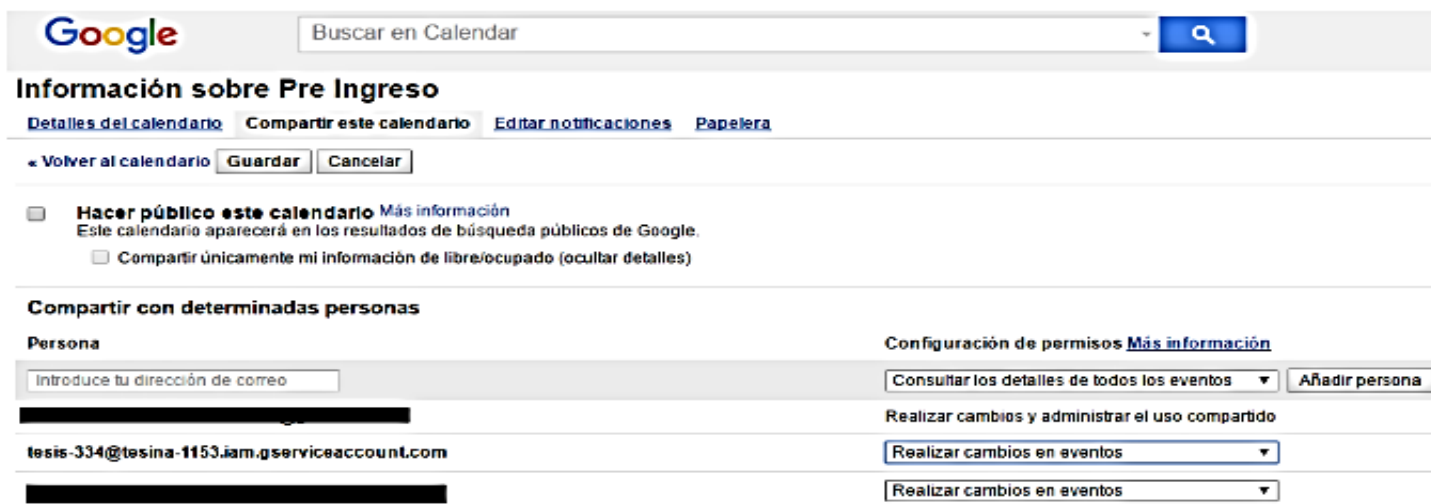 Google Buscar en Calendar
Información sobre Pre Ingreso
Detalles del calendario Compartir este calendario Editar notificaciones Papelera
« Volver al calendario Guardar Cancelar
Hacer público este calendario Más información
Este calendario aparecerá en los resultados de búsqueda públicos de Google.
Compartir únicamente mi información de libre/ocupado (ocultar detalles)
Compartir con determinadas personas
Persona Configuración de permisos Más información
Introduce tu dirección de correo Consultar los detalles de todos los eventos Añadir persona
Realizar cambios y administrar el uso compartido
tesis-334@tesina-1153.iam.gserviceaccount.com Realizar cambios en eventos
Realizar cambios en eventos